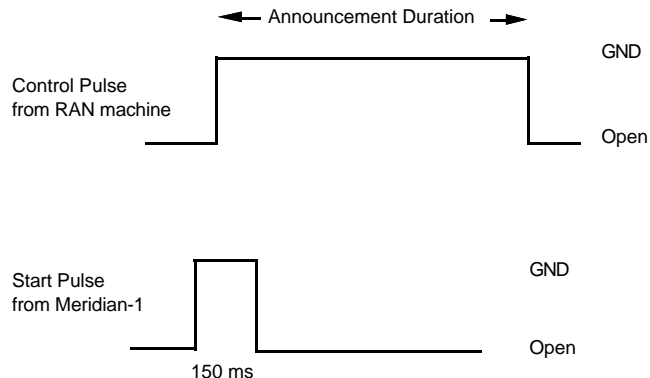 Announcement Duration
GND
Control Pulse
from RAN machine
Open
Start Pulse
from Meridian-1
GND
Open
150 ms